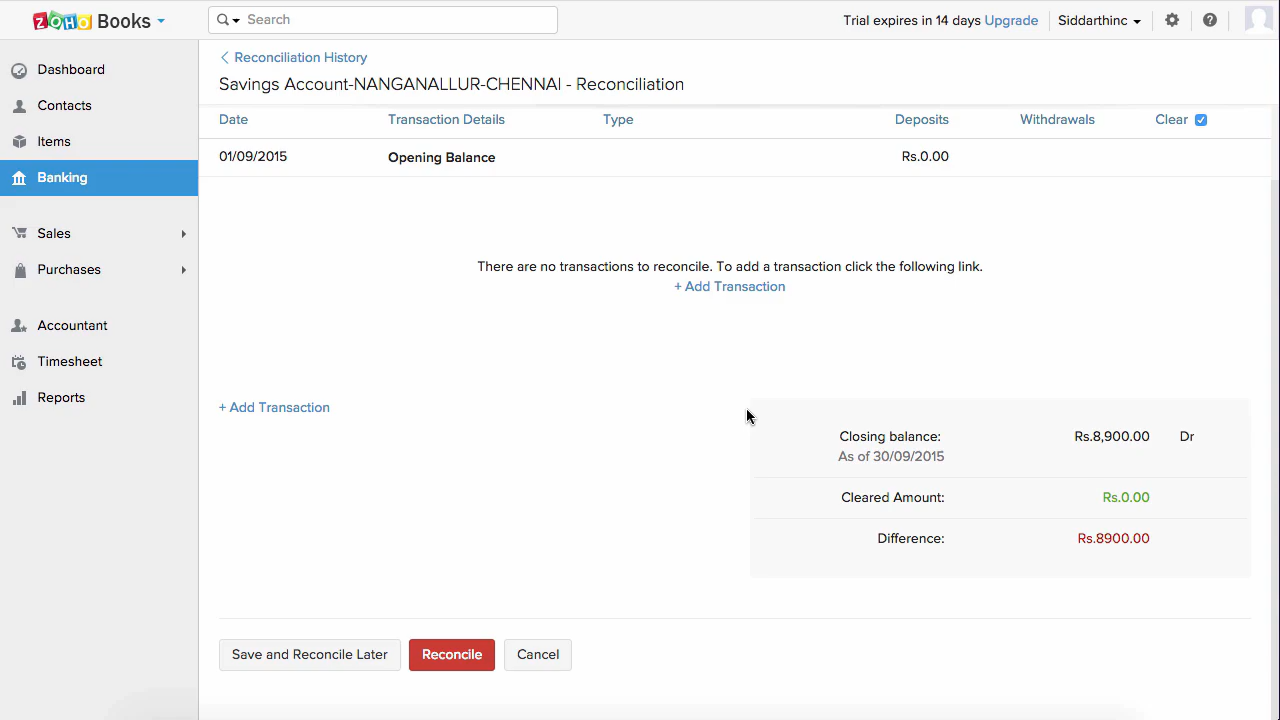 ZOHO Books
Search
Trial expires in 14 days Upgrade
Siddarthinc
Dashboard
Contacts
Items
Banking
Sales
Purchases
Accountant
Timesheet
Reports
Reconciliation History
Savings Account-NANGANALLUR-CHENNAI - Reconciliation
Date Transaction Details Type Deposits Withdrawals Clear
01/09/2015 Opening Balance Rs.0.00
There are no transactions to reconcile. To add a transaction click the following link.
+ Add Transaction
+ Add Transaction
Closing balance: Rs.8,900.00 Dr
As of 30/09/2015
Cleared Amount: Rs.0.00
Difference: Rs.8900.00
Save and Reconcile Later Reconcile Cancel